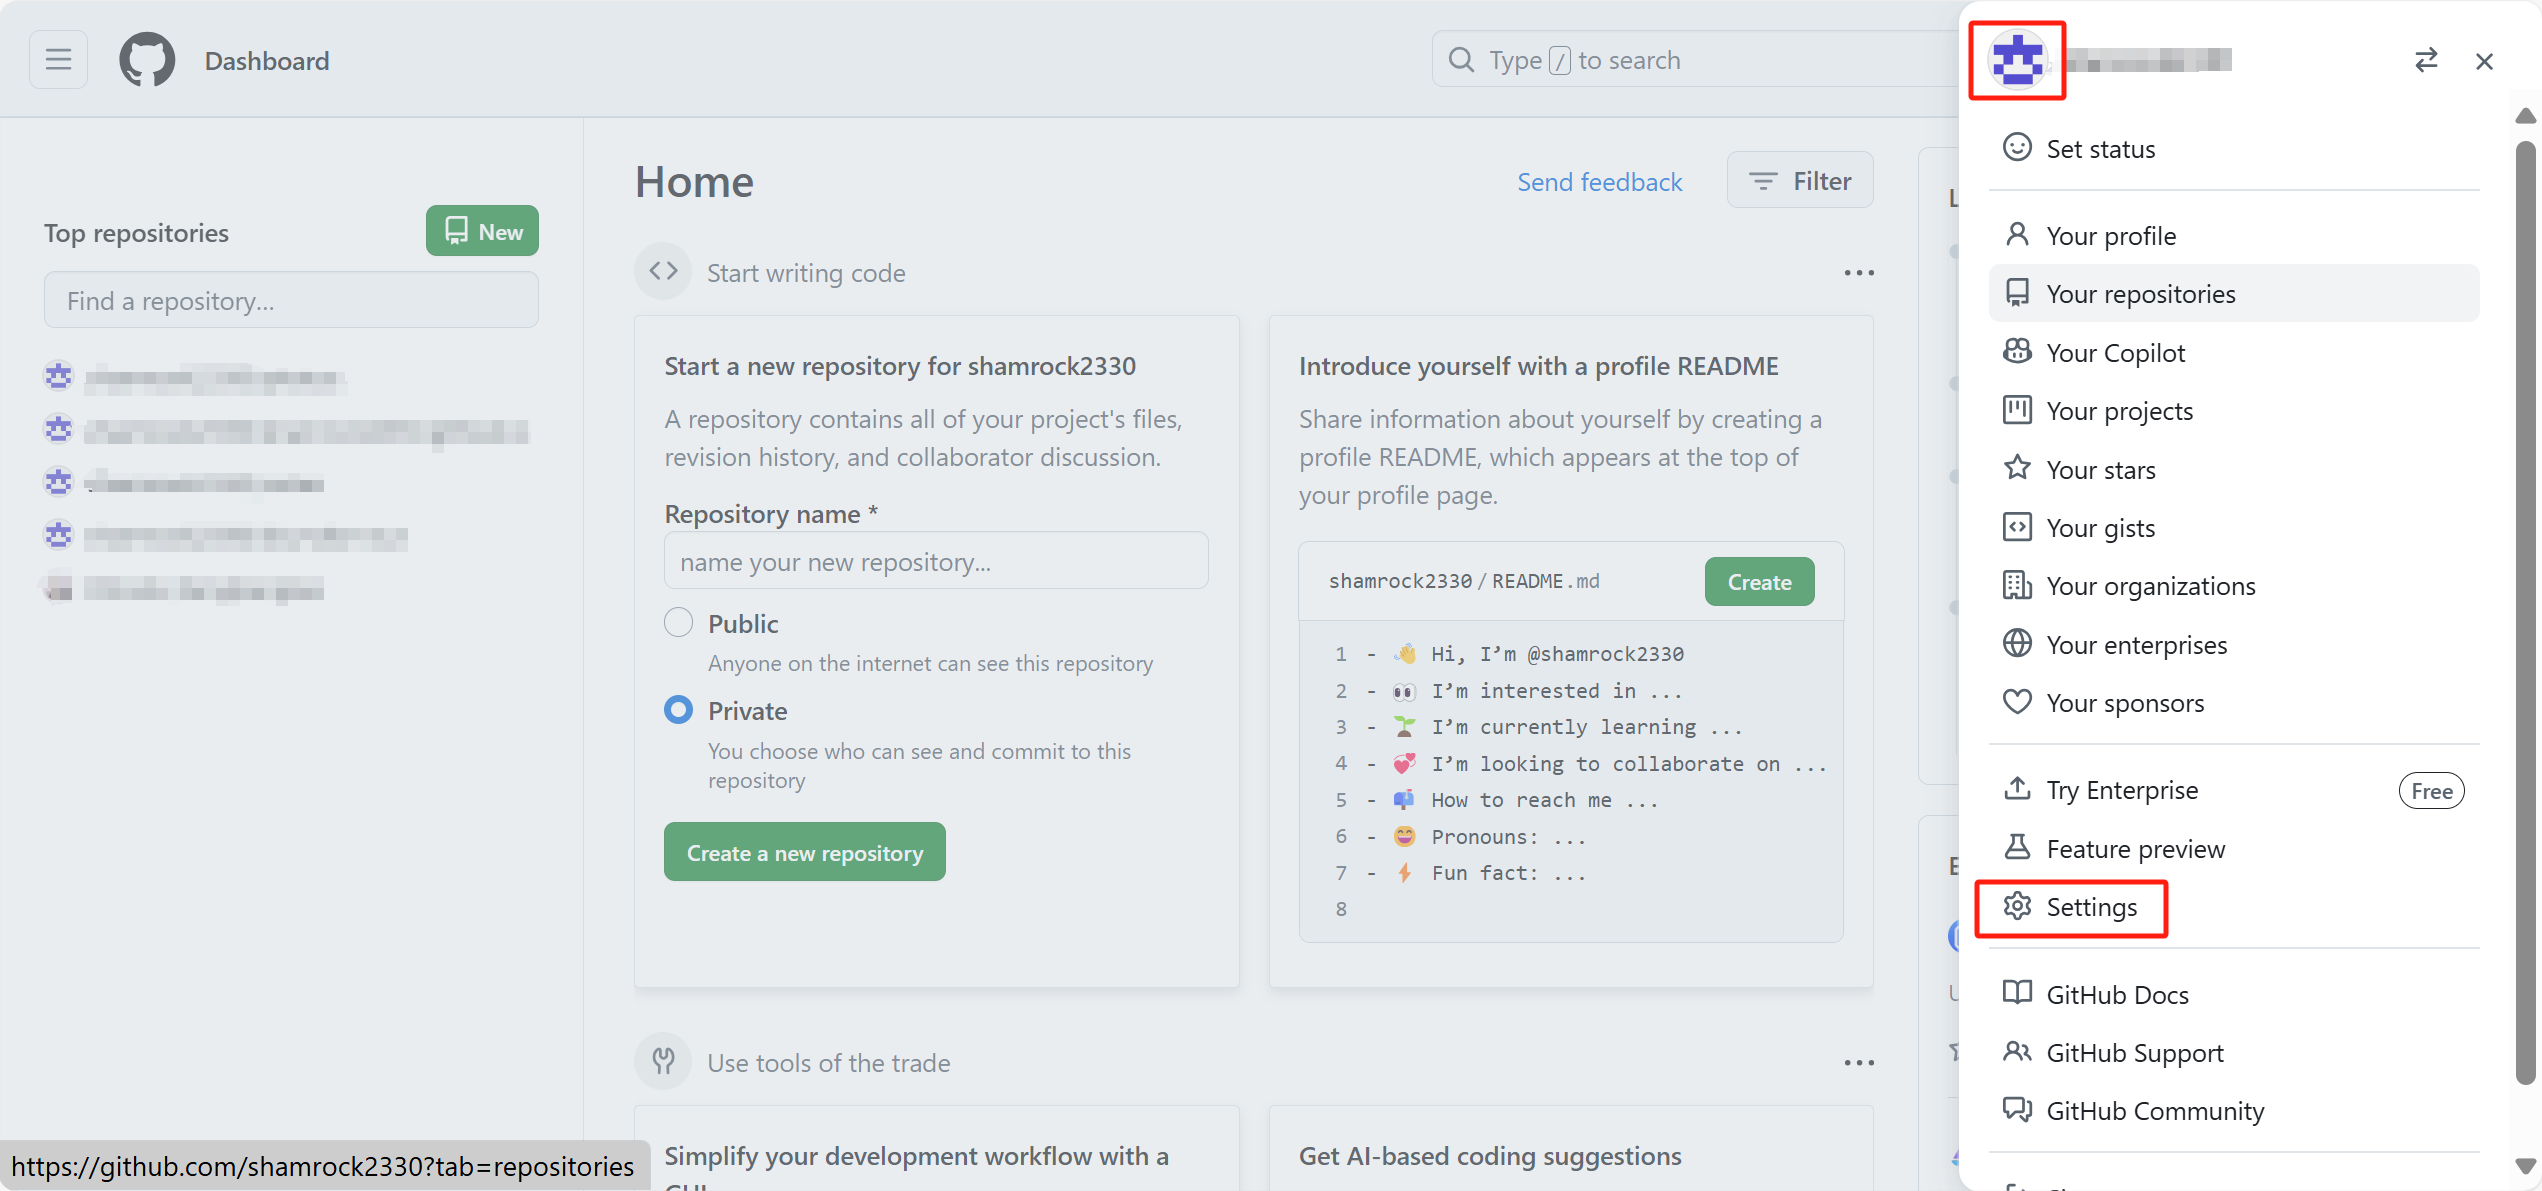 Dashboard
Type / to search
Top repositories
New
Find a repository...
Home
Send feedback
Filter
Start writing code
Start a new repository for shamrock2330
A repository contains all of your project's files,
revision history, and collaborator discussion.
Repository name *
name your new repository...
Public
Anyone on the internet can see this repository
Private
You choose who can see and commit to this
repository
Create a new repository
Introduce yourself with a profile README
Share information about yourself by creating a
profile README, which appears at the top of
your profile page.
shamrock2330/README.md
Create
1 - 👋 Hi, I’m @shamrock2330
2 - 👀 I’m interested in ...
3 - 🌱 I’m currently learning ...
4 - 💞️ I’m looking to collaborate on ...
5 - 📫 How to reach me ...
6 - 😄 Pronouns: ...
7 - ⚡ Fun fact: ...
8
Use tools of the trade
Simplify your development workflow with a
Get AI-based coding suggestions
Set status
Your profile
Your repositories
Your Copilot
Your projects
Your stars
Your gists
Your organizations
Your enterprises
Your sponsors
Try Enterprise
Free
Feature preview
Settings
GitHub Docs
GitHub Support
GitHub Community
https://github.com/shamrock2330?tab=repositories